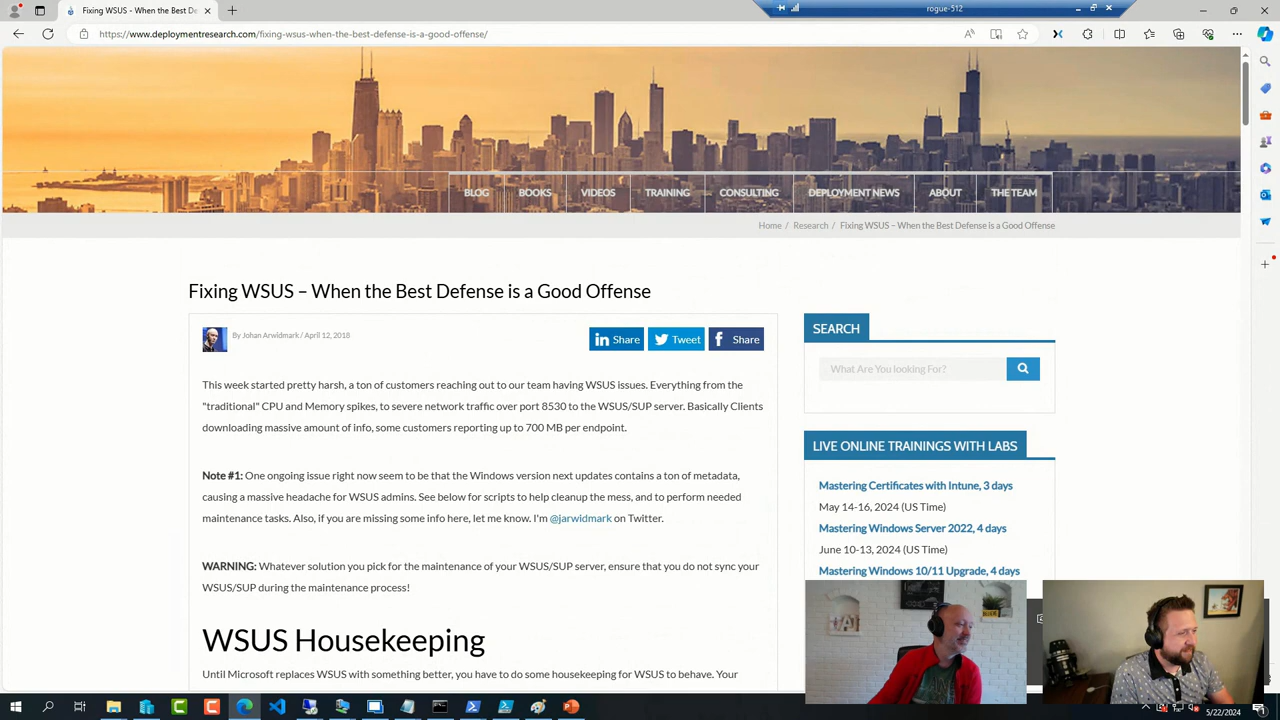 Fixing WSUS – When the Best De
rogue-512
https://www.deploymentresearch.com/fixing-wsus-when-the-best-defense-is-a-good-offense/
BLOG BOOKS VIDEOS TRAINING CONSULTING DEPLOYMENT NEWS ABOUT THE TEAM
Home / Research / Fixing WSUS – When the Best Defense is a Good Offense
Fixing WSUS – When the Best Defense is a Good Offense
By Johan Arwidmark / April 12, 2018
in Share Tweet f Share
This week started pretty harsh, a ton of customers reaching out to our team having WSUS issues. Everything from the
"traditional" CPU and Memory spikes, to severe network traffic over port 8530 to the WSUS/SUP server. Basically Clients
downloading massive amount of info, some customers reporting up to 700 MB per endpoint.
Note #1: One ongoing issue right now seem to be that the Windows version next updates contains a ton of metadata,
causing a massive headache for WSUS admins. See below for scripts to help cleanup the mess, and to perform needed
maintenance tasks. Also, if you are missing some info here, let me know. I'm @jarwidmark on Twitter.
WARNING: Whatever solution you pick for the maintenance of your WSUS/SUP server, ensure that you do not sync your
WSUS/SUP during the maintenance process!
WSUS Housekeeping
Until Microsoft replaces WSUS with something better, you have to do some housekeeping for WSUS to behave. Your
SEARCH
What Are You looking For?
LIVE ONLINE TRAININGS WITH LABS
Mastering Certificates with Intune, 3 days
May 14-16, 2024 (US Time)
Mastering Windows Server 2022, 4 days
June 10-13, 2024 (US Time)
Mastering Windows 10/11 Upgrade, 4 days
5/22/2024